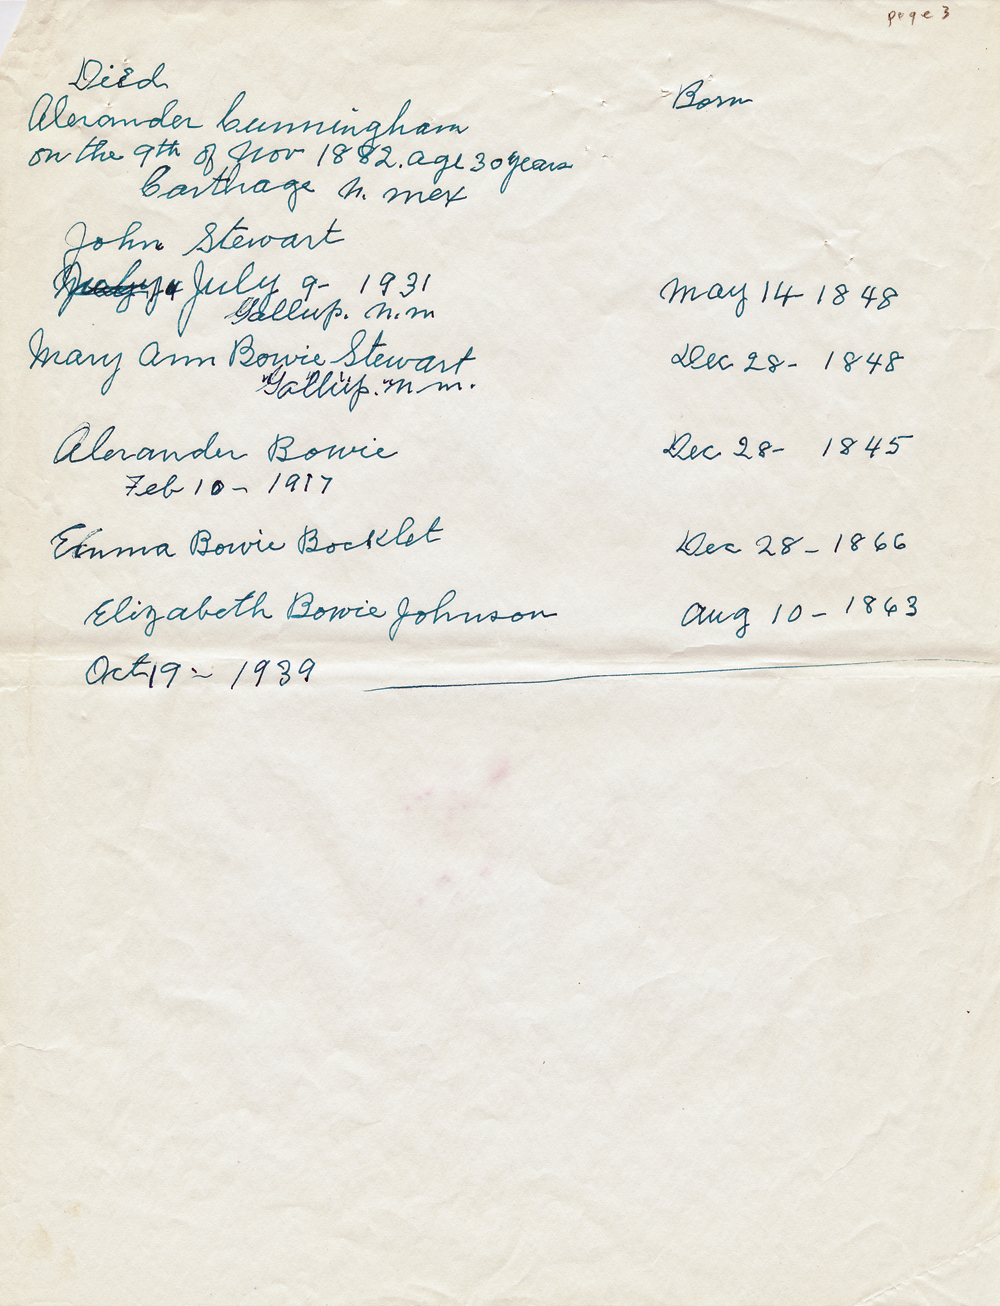 page 3
Died
Born
Alexander Cunningham
on the 9th of Nov 1882. age 30 years
Carthage N. Mex
John Stewart
July 9- 1931
May 14 - 1848
Gallup. N.M
Mary Ann Bowie Stewart
Dec 28 - 1848
"Gallup." N.M.
Alexander Bowie
Dec 28 - 1845
Feb 10 - 1917
Emma Bowie Bocklet
Dec 28 - 1866
Elizabeth Bowie Johnson
Aug 10 - 1863
Oct 19 - 1939